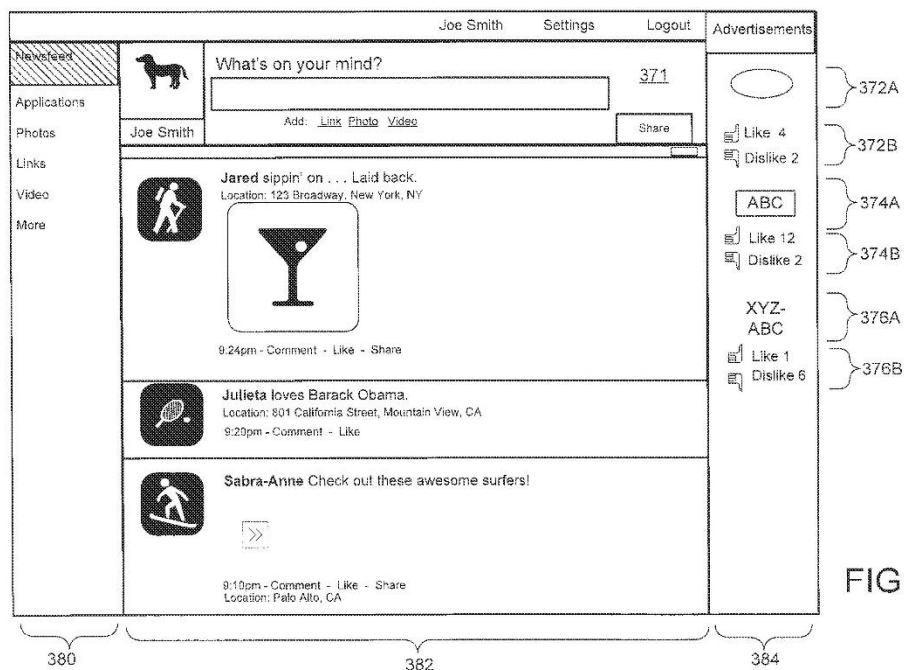 Joe Smith Settings Logout Advertisements
Newsfeed
Applications
Photos
Links
Video
More
Joe Smith
What's on your mind?
371
Add: Link Photo Video
Share
Jared sippin' on . . . Laid back.
Location: 123 Broadway, New York, NY
9:24pm - Comment - Like - Share
Julieta loves Barack Obama.
Location: 801 California Street, Mountain View, CA
9:20pm - Comment - Like
Sabra-Anne Check out these awesome surfers!
>>
9:10pm - Comment - Like - Share
Location: Palo Alto, CA
Like 4
Dislike 2
ABC
Like 12
Dislike 2
XYZ-
ABC
Like 1
Dislike 6
372A
372B
374A
374B
376A
376B
FIG
380
382
384